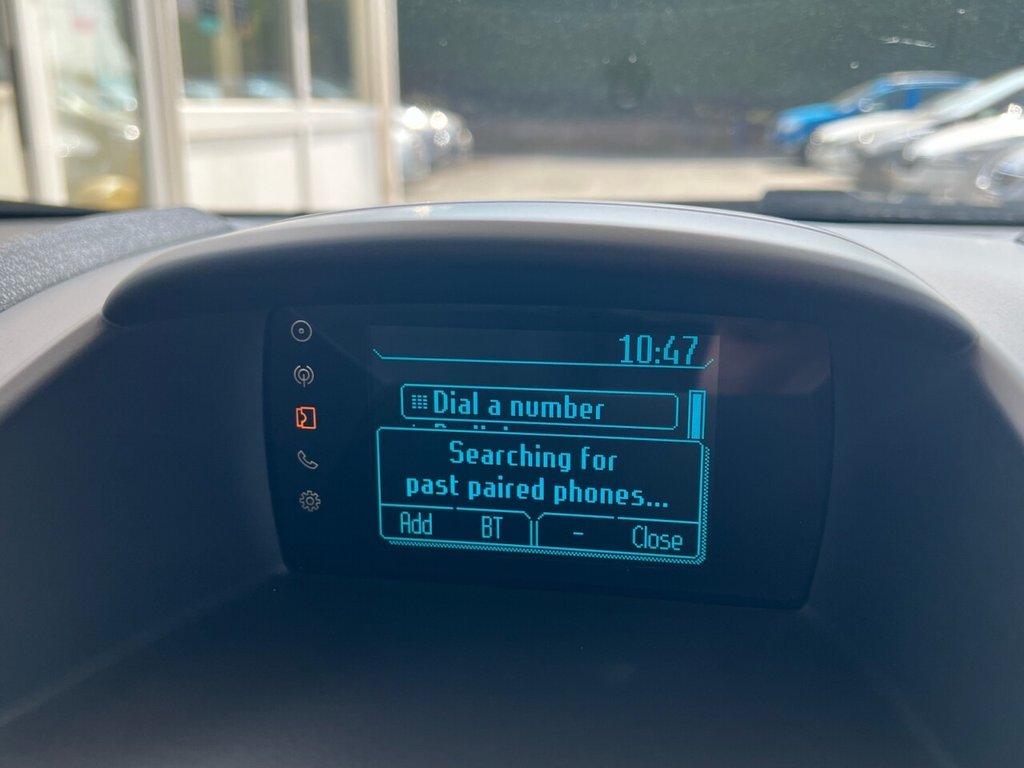 10:47
Dial a number
Searching for
past paired phones...
Add BT - Close